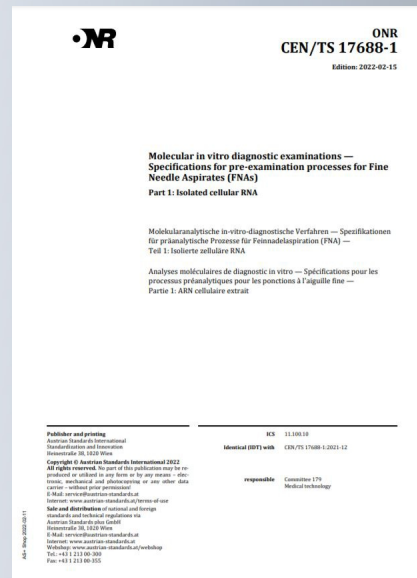 ONR
ONR
CEN/TS 17688-1
Edition: 2022-02-15
Molecular in vitro diagnostic examinations —
Specifications for pre-examination processes for Fine
Needle Aspirates (FNAs)
Part 1: Isolated cellular RNA
Molekularanalytische in-vitro-diagnostische Verfahren — Spezifikationen
für präanalytische Prozesse für Feinnadelaspiration (FNA) —
Teil 1: Isolierte zelluläre RNA
Analyses moléculaires de diagnostic in vitro — Spécifications pour les
processus préanalytiques pour les ponctions à l'aiguille fine —
Partie 1: ARN cellulaire extrait
Publisher and printing
Austrian Standards International
Standardization and Innovation
Heinestraße 38, 1020 Wien
Copyright © Austrian Standards International 2022
All rights reserved. No part of this publication may be re-
produced or utilized in any form or by any means – elec-
tronic, mechanical and photocopying or any other data
carrier – without prior permission!
E-Mail: service@austrian-standards.at
Internet: www.austrian-standards.at/terms-of-use
Sale and distribution of national and foreign
standards and technical regulations via
Austrian Standards plus GmbH
Heinestraße 38, 1020 Wien
E-Mail: service@austrian-standards.at
Internet: www.austrian-standards.at
Webshop: www.austrian-standards.at/webshop
Tel.: +43 1 213 00-300
Fax: +43 1 213 00-355
ICS 11.100.10
Identical (IDT) with CEN/TS 17688-1:2021-12
responsible Committee 179
Medical technology
AS+ Shop 2022-02-11